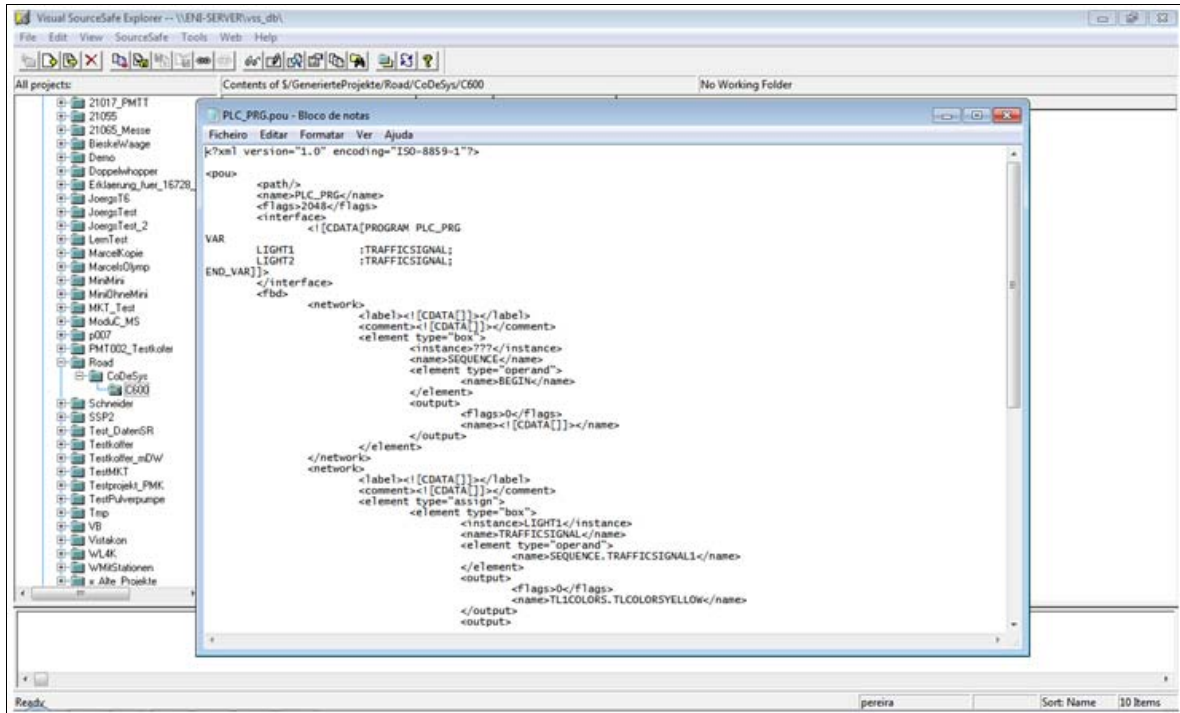 Visual SourceSafe Explorer -- \\ENI-SERVER\vss_db\
File Edit View SourceSafe Tools Web Help
All projects:
Contents of $/GenerierteProjekte/Road/CoDeSys/C600
No Working Folder
21017_PMTT
21055
21065_Messe
BieskeWaage
Demo
Doppelwhopper
Erklaerung_fuer_16728_
JoergsT6
JoergsTest
JoergsTest_2
LernTest
MarcelKopie
MarcelsOlymp
MiniMini
MiniOhneMini
MKT_Test
ModuC_MS
p007
PMT002_Testkofer
Road
CoDeSys
C600
Schneider
SSP2
Test_DatenSR
Testkoffer
Testkoffer_mDW
TestMKT
Testprojekt_PMK
TestPulverpumpe
Tmp
VB
Vistakon
WL4K
WMitStationen
x Alte_Projekte
PLC_PRG.pou - Bloco de notas
Ficheiro Editar Formatar Ver Ajuda
<?xml version="1.0" encoding="ISO-8859-1"?>
<pou>
<path/>
<name>PLC_PRG</name>
<flags>2048</flags>
<interface>
<![CDATA[PROGRAM PLC_PRG
VAR
LIGHT1 :TRAFFICSIGNAL;
LIGHT2 :TRAFFICSIGNAL;
END_VAR]]>
</interface>
<fbd>
<network>
<label><![CDATA[]]></label>
<comment><![CDATA[]]></comment>
<element type="box">
<instance>???</instance>
<name>SEQUENCE</name>
<element type="operand">
<name>BEGIN</name>
</element>
<output>
<flags>0</flags>
<name><![CDATA[]]></name>
</output>
</element>
</network>
<network>
<label><![CDATA[]]></label>
<comment><![CDATA[]]></comment>
<element type="assign">
<element type="box">
<instance>LIGHT1</instance>
<name>TRAFFICSIGNAL</name>
<element type="operand">
<name>SEQUENCE.TRAFFICSIGNAL1</name>
</element>
<output>
<flags>0</flags>
<name>TL1COLORS.TLCOLORSYELLOW</name>
</output>
<output>
Ready
pereira
Sort: Name
10 Items